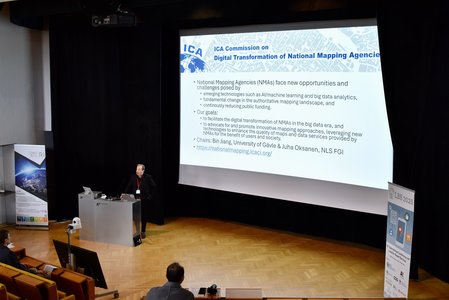 ICA
ICA Commission on
Digital Transformation of National Mapping Agencies
• National Mapping Agencies (NMAs) face new opportunities and
challenges posed by
• emerging technologies such as AI/machine learning and big data analytics,
• fundamental change in the authoritative mapping landscape, and
• continuously reducing public funding.
• Our goals:
• to facilitate the digital transformation of NMAs in the big data era, and
• to advocate for and promote innovative mapping approaches, leveraging new
technologies to enhance the quality of maps and data services provided by
NMAs for the benefit of users and society.
• Chairs: Bin Jiang, University of Gävle & Juha Oksanen, NLS FGI
• https://nationalmapping.icaci.org/
LBS 2025